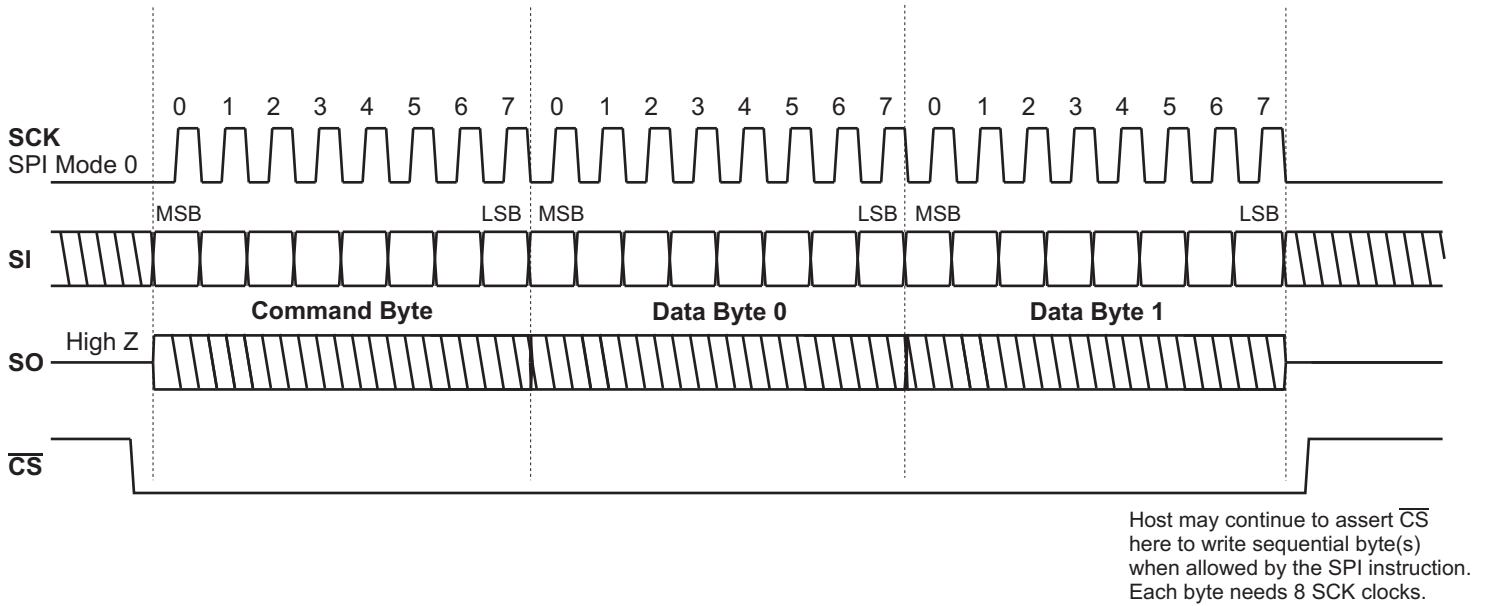 0 1 2 3 4 5 6 7 0 1 2 3 4 5 6 7 0 1 2 3 4 5 6 7
SCK
SPI Mode 0
MSB LSB MSB LSB MSB LSB
SI
Command Byte Data Byte 0 Data Byte 1
High Z
SO
C̅S̅
Host may continue to assert C̅S̅
here to write sequential byte(s)
when allowed by the SPI instruction.
Each byte needs 8 SCK clocks.